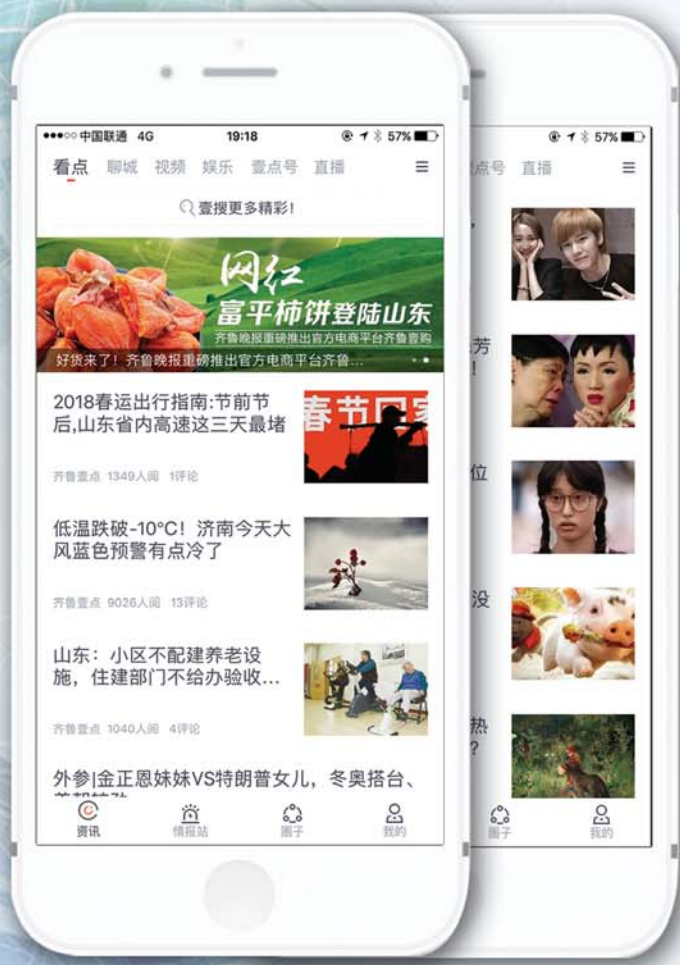 中国联通 4G 19:18 57%
看点 聊城 视频 娱乐 壹点号 直播
壹搜更多精彩!
网红
富平柿饼登陆山东
齐鲁晚报重磅推出官方电商平台齐鲁壹购
好货来了!齐鲁晚报重磅推出官方电商平台齐鲁...
2018春运出行指南:节前节
后,山东省内高速这三天最堵
春节回家
齐鲁壹点 1349人阅 1评论
低温跌破-10°C!济南今天大
风蓝色预警有点冷了
齐鲁壹点 9026人阅 13评论
山东:小区不配建养老设
施,住建部门不给办验收...
齐鲁壹点 1040人阅 4评论
外参|金正恩妹妹VS特朗普女儿,冬奥搭台、
资讯 情报站 圈子 我的
57%
点号 直播
,
芳
!
位
没
热
?
圈子 我的